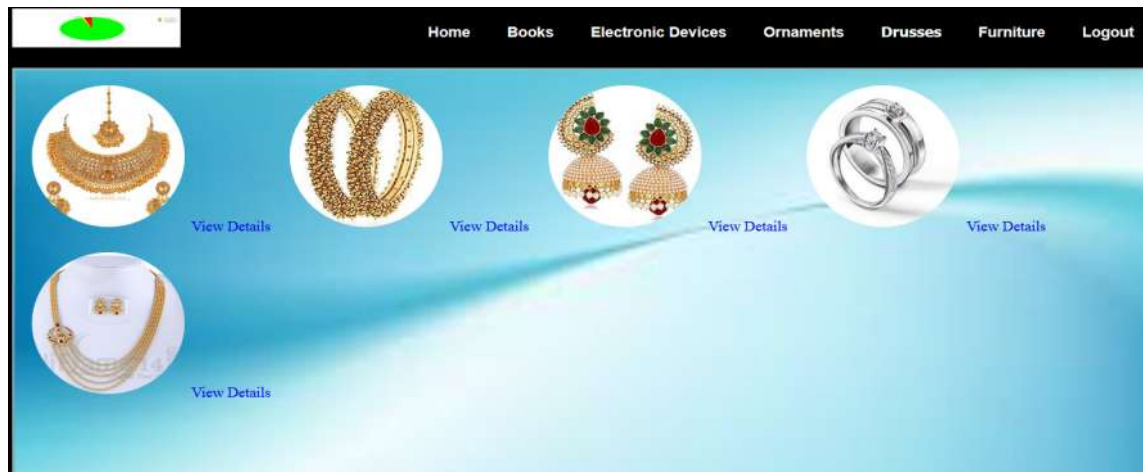 Home Books Electronic Devices Ornaments Drusses Furniture Logout
View Details View Details View Details View Details
View Details